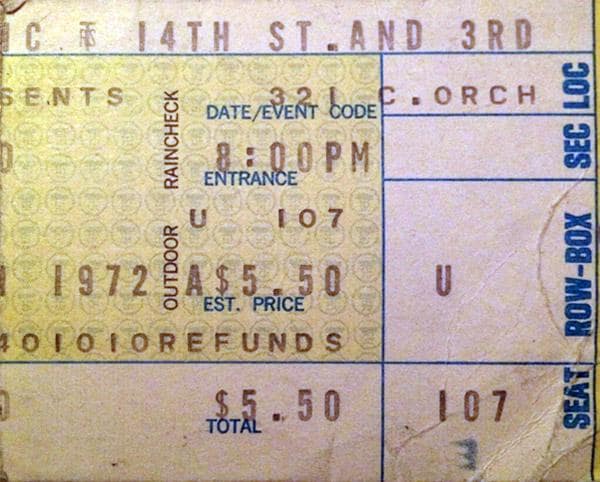 IC T 14TH ST. AND 3RD
SENTS 321 C.ORCH
DATE/EVENT CODE
8:00PM
ENTRANCE
U 107
1972 A$5.50 U
EST. PRICE
401010REFUNDS
$5.50 107
TOTAL
RAINCHECK
OUTDOOR
SEC LOC
ROW-BOX
SEAT